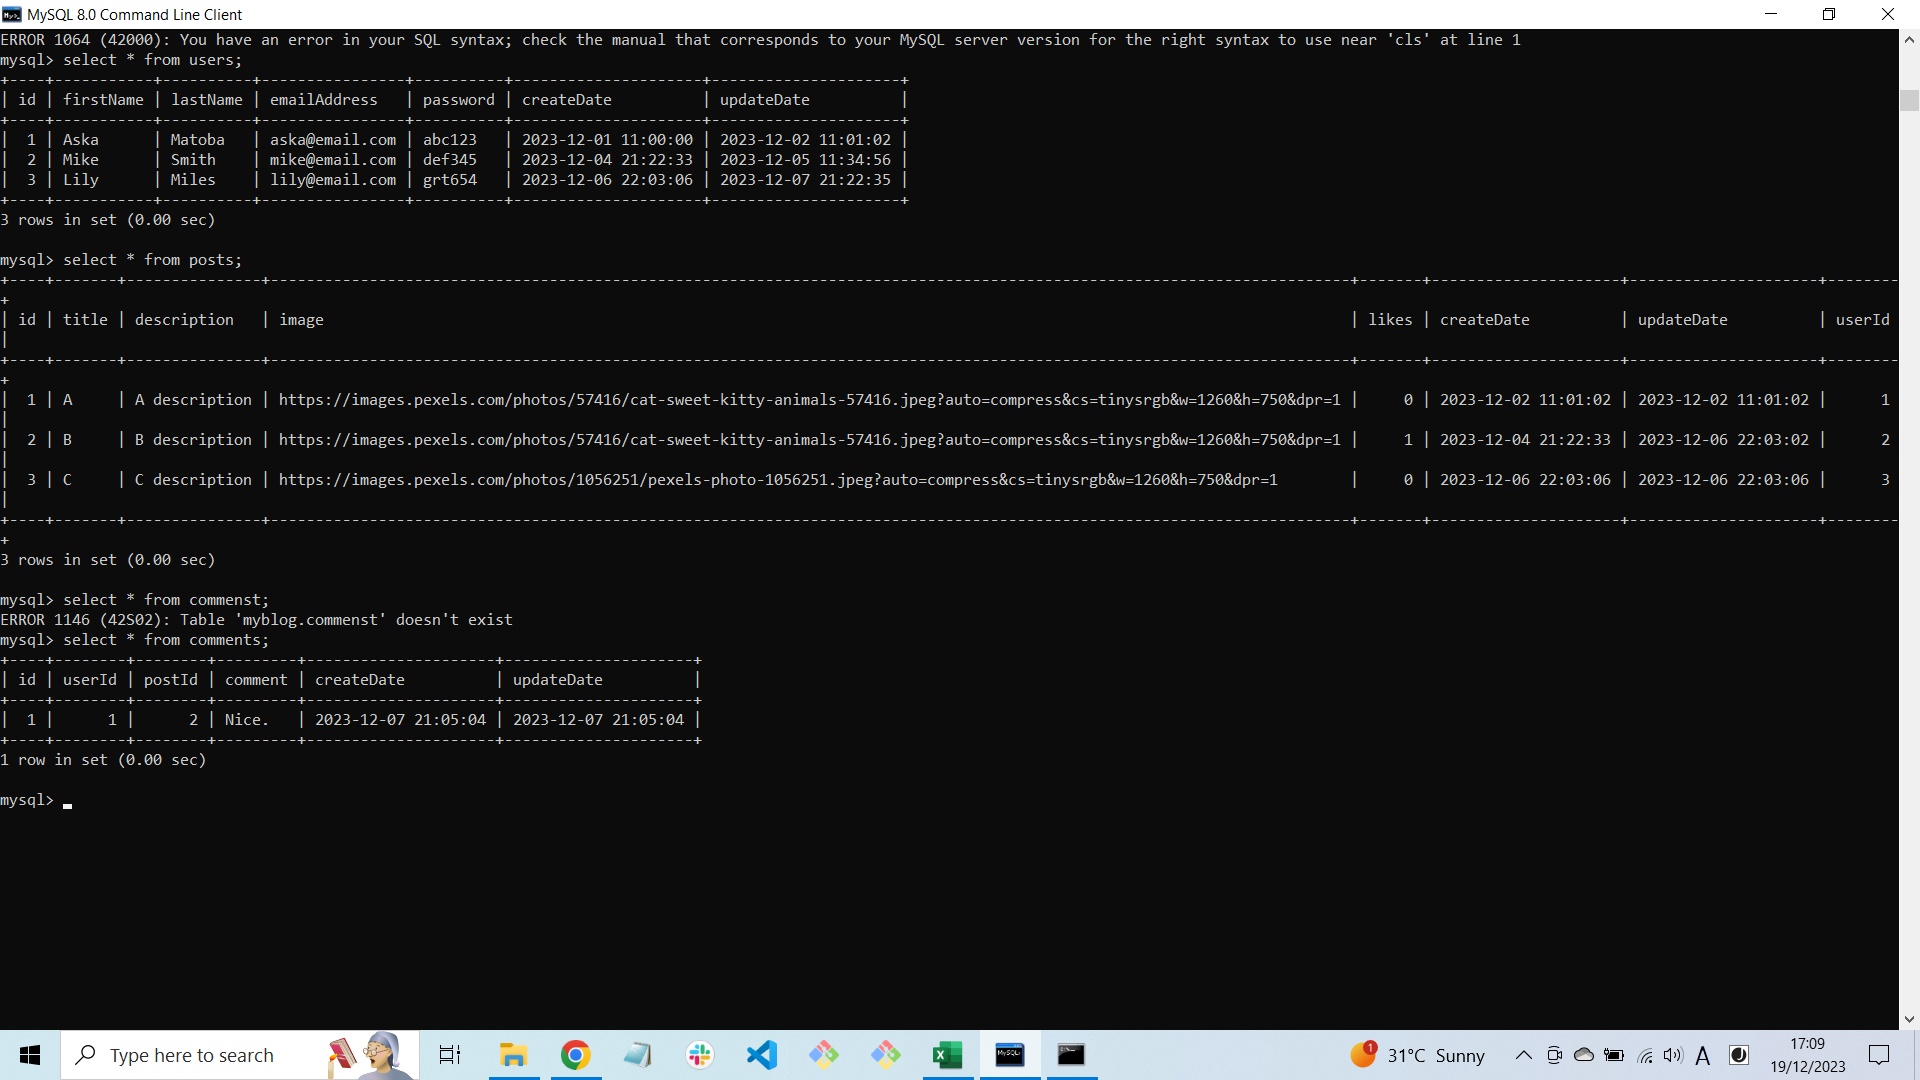 MySQL 8.0 Command Line Client
ERROR 1064 (42000): You have an error in your SQL syntax; check the manual that corresponds to your MySQL server version for the right syntax to use near 'cls' at line 1
mysql> select * from users;
+----+-----------+----------+---------------+----------+---------------------+---------------------+
| id | firstName | lastName | emailAddress   | password | createDate          | updateDate          |
+----+-----------+----------+---------------+----------+---------------------+---------------------+
|  1 | Aska      | Matoba   | aska@email.com | abc123   | 2023-12-01 11:00:00 | 2023-12-02 11:01:02 |
|  2 | Mike      | Smith    | mike@email.com | def345   | 2023-12-04 21:22:33 | 2023-12-05 11:34:56 |
|  3 | Lily      | Miles    | lily@email.com | grt654   | 2023-12-06 22:03:06 | 2023-12-07 21:22:35 |
+----+-----------+----------+---------------+----------+---------------------+---------------------+
3 rows in set (0.00 sec)
mysql> select * from posts;
| id | title | description   | image | likes | createDate          | updateDate          | userId
|
|  1 | A     | A description | https://images.pexels.com/photos/57416/cat-sweet-kitty-animals-57416.jpeg?auto=compress&cs=tinysrgb&w=1260&h=750&dpr=1 |     0 | 2023-12-02 11:01:02 | 2023-12-02 11:01:02 |      1
|
|  2 | B     | B description | https://images.pexels.com/photos/57416/cat-sweet-kitty-animals-57416.jpeg?auto=compress&cs=tinysrgb&w=1260&h=750&dpr=1 |     1 | 2023-12-04 21:22:33 | 2023-12-06 22:03:02 |      2
|
|  3 | C     | C description | https://images.pexels.com/photos/1056251/pexels-photo-1056251.jpeg?auto=compress&cs=tinysrgb&w=1260&h=750&dpr=1 |     0 | 2023-12-06 22:03:06 | 2023-12-06 22:03:06 |      3
|
3 rows in set (0.00 sec)
mysql> select * from commenst;
ERROR 1146 (42S02): Table 'myblog.commenst' doesn't exist
mysql> select * from comments;
+----+--------+--------+---------+---------------------+---------------------+
| id | userId | postId | comment | createDate          | updateDate          |
+----+--------+--------+---------+---------------------+---------------------+
|  1 |      1 |      2 | Nice.   | 2023-12-07 21:05:04 | 2023-12-07 21:05:04 |
+----+--------+--------+---------+---------------------+---------------------+
1 row in set (0.00 sec)
mysql>
Type here to search
1
31°C Sunny
A
17:09
19/12/2023